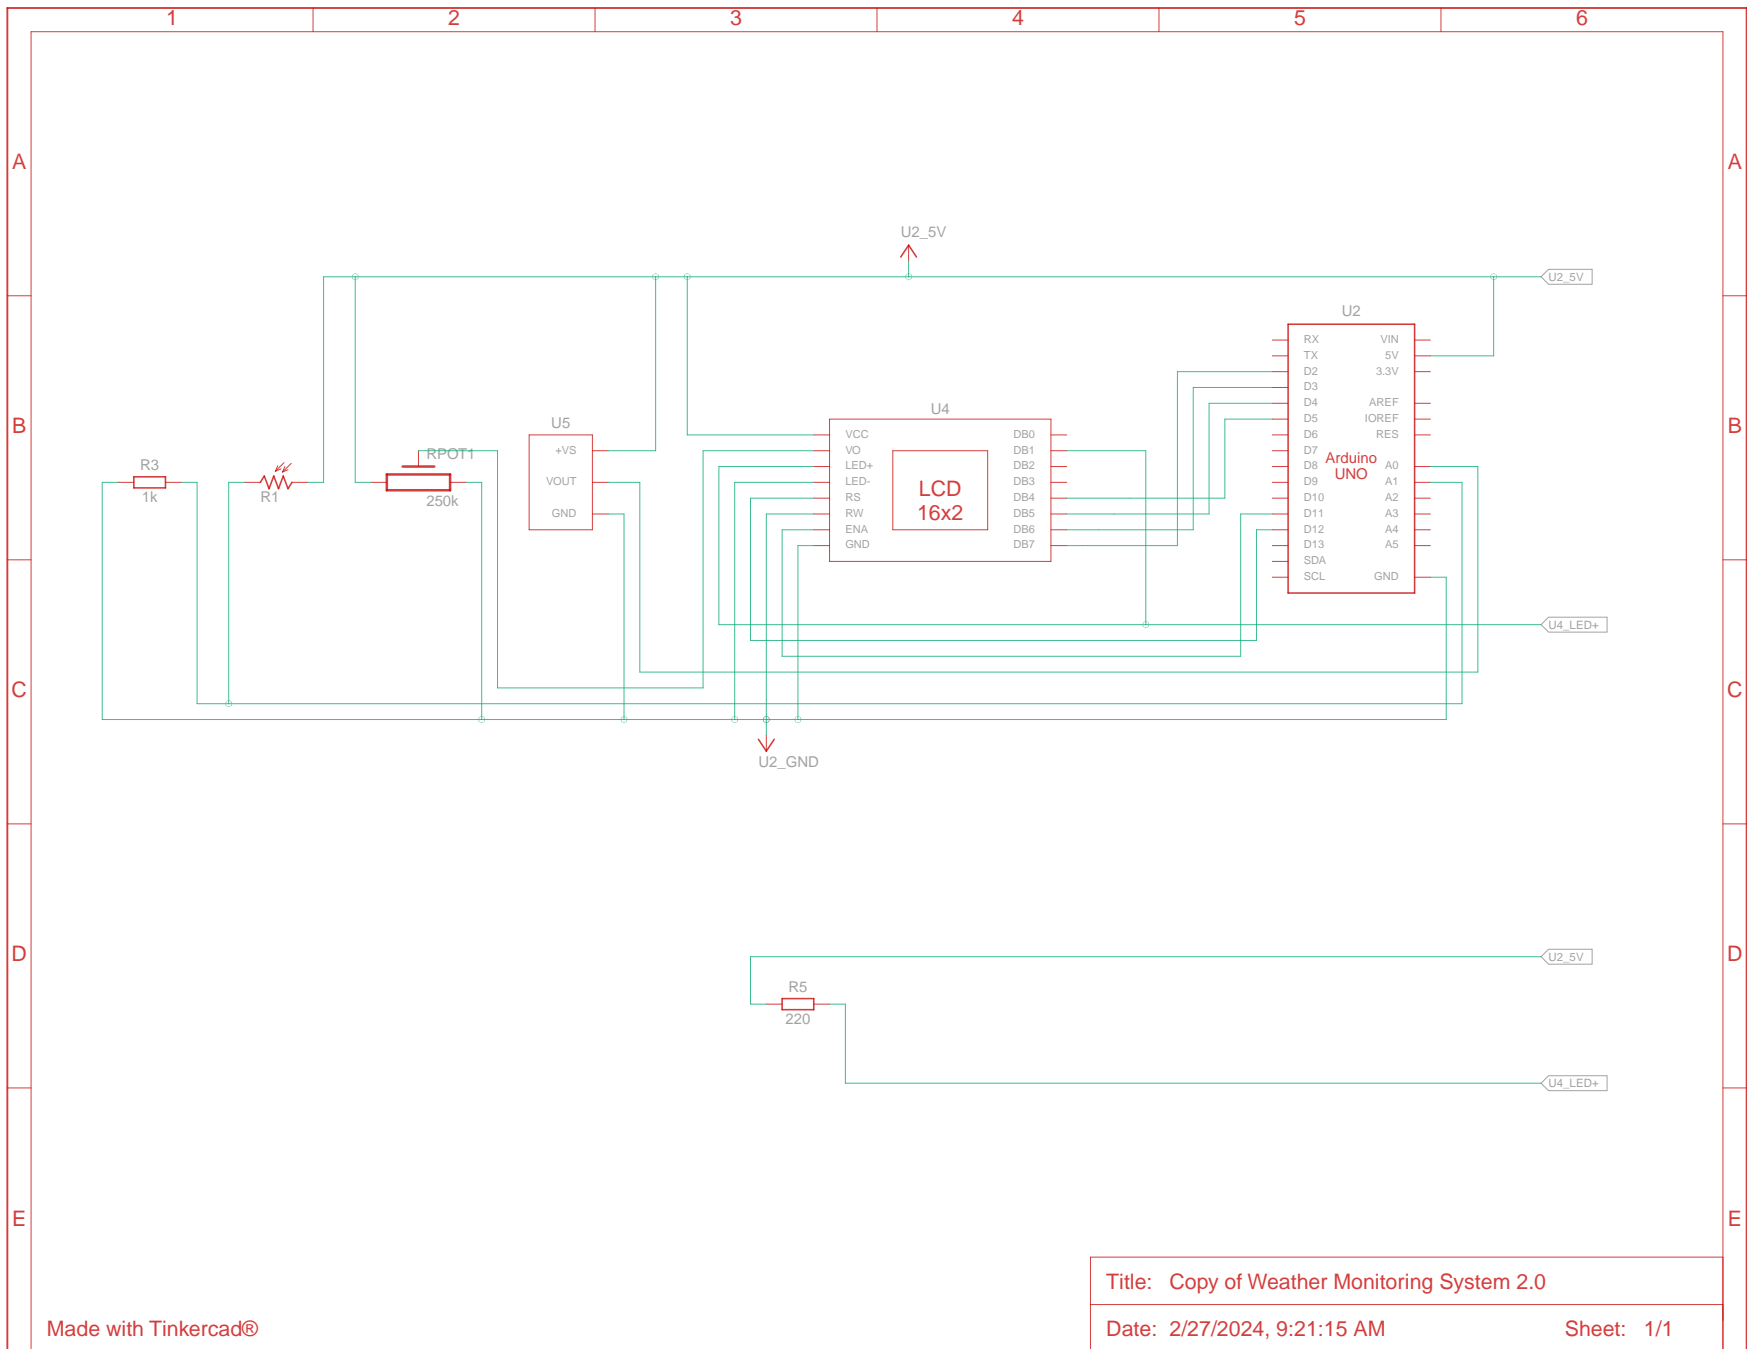 1 2 3 4 5 6
A A
U2_5V
U2_5V
U2
RX VIN
TX 5V
D2 3.3V
D3
D4 AREF
D5 IOREF
D6 RES
D7
D8 A0
D9 A1
D10 A2
D11 A3
D12 A4
D13 A5
SDA
SCL GND
Arduino
UNO
B B
U4
VCC DB0
VO DB1
LED+ DB2
LED- DB3
RS DB4
RW DB5
ENA DB6
GND DB7
LCD
16x2
U5
+VS
VOUT
GND
RPOT1
250k
R3
1k
R1
U4_LED+
C C
U2_GND
D D
U2_5V
R5
220
U4_LED+
E E
Title: Copy of Weather Monitoring System 2.0
Made with Tinkercad®
Date: 2/27/2024, 9:21:15 AM Sheet: 1/1